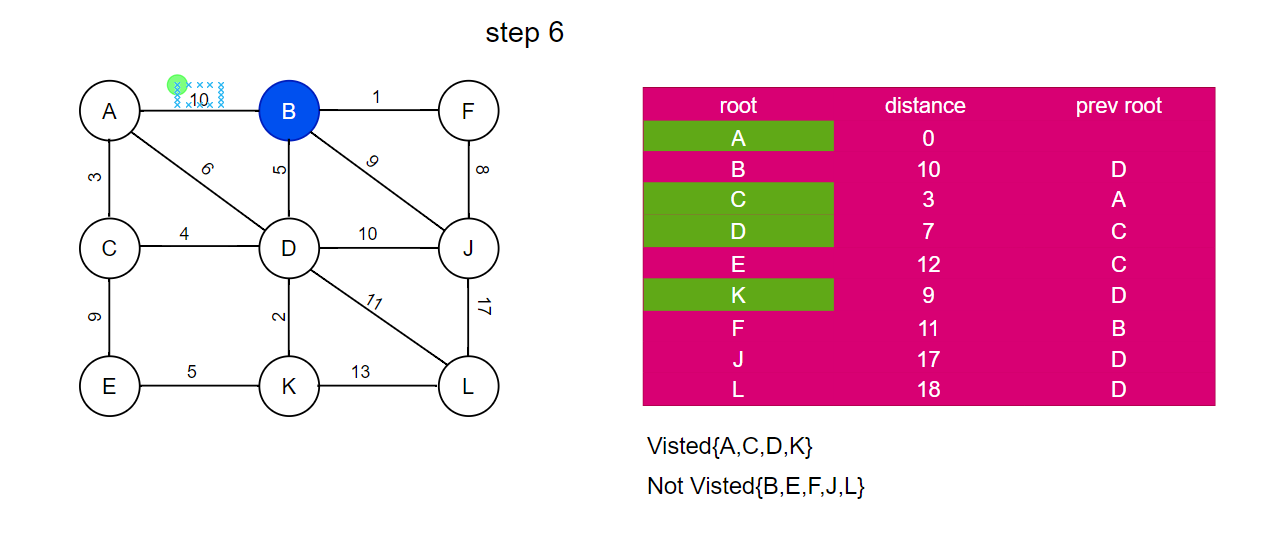 step 6
10
A
B
1
F
3
6
5
9
8
C
4
D
10
J
9
2
11
17
E
5
K
13
L
root distance prev root
A 0
B 10 D
C 3 A
D 7 C
E 12 C
K 9 D
F 11 B
J 17 D
L 18 D
Visted{A,C,D,K}
Not Visted{B,E,F,J,L}